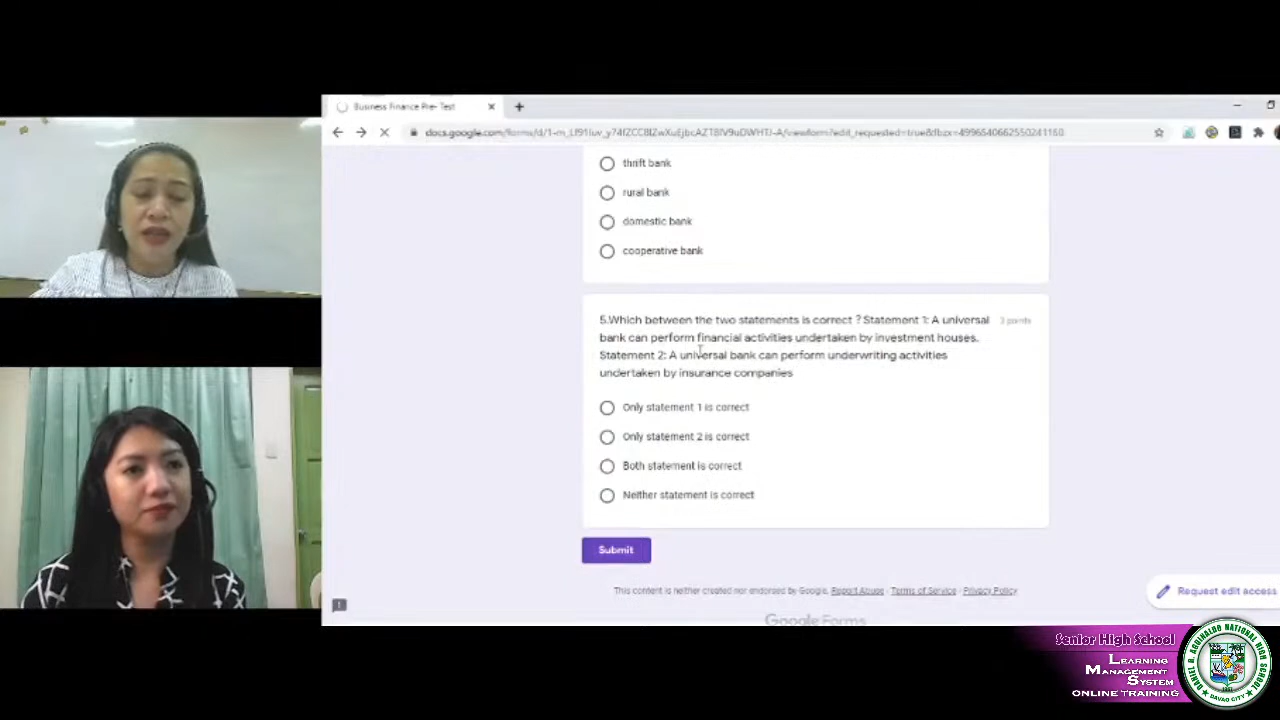 Business Finance Pre- Test
thrift bank
rural bank
domestic bank
cooperative bank
5.Which between the two statements is correct ? Statement 1: A universal
3 points
bank can perform financial activities undertaken by investment houses.
Statement 2: A universal bank can perform underwriting activities
undertaken by insurance companies
Only statement 1 is correct
Only statement 2 is correct
Both statement is correct
Neither statement is correct
Submit
This content is neither created nor endorsed by Google. Report Abuse - Terms of Service - Privacy Policy
Request edit access
Google Forms
Senior High School
Learning
Management
System
Online Training